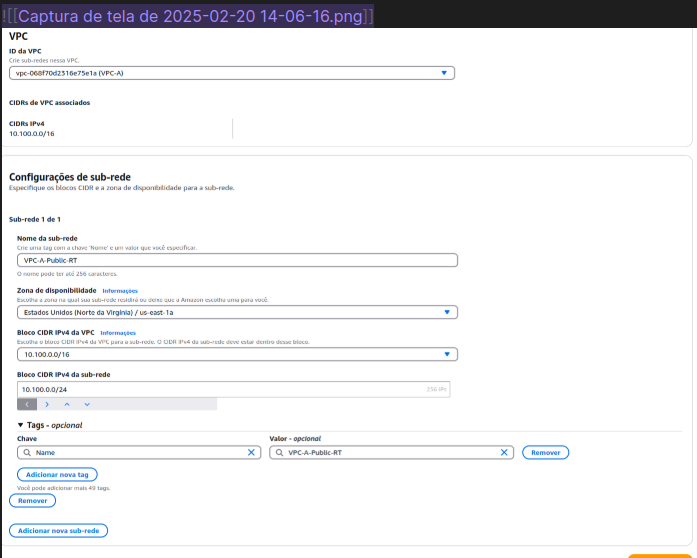 ![[Captura de tela de 2025-02-20 14-06-16.png]]
VPC
ID da VPC
Crie sub-redes nessa VPC.
vpc-068f70d2316e75e1a (VPC-A)
CIDRs de VPC associados
CIDRs IPv4
10.100.0.0/16
Configurações de sub-rede
Especifique os blocos CIDR e a zona de disponibilidade para a sub-rede.
Sub-rede 1 de 1
Nome da sub-rede
Crie uma tag com a chave 'Nome' e um valor que você especificar.
VPC-A-Public-RT
O nome pode ter até 256 caracteres.
Zona de disponibilidade Informações
Escolha a zona na qual sua sub-rede residirá ou deixe que a Amazon escolha uma para você.
Estados Unidos (Norte da Virgínia) / us-east-1a
Bloco CIDR IPv4 da VPC Informações
Escolha o bloco CIDR IPv4 da VPC para a sub-rede. O CIDR IPv4 da sub-rede deve estar dentro desse bloco.
10.100.0.0/16
Bloco CIDR IPv4 da sub-rede
10.100.0.0/24 256 IPs
Tags - opcional
Chave Valor - opcional
Name VPC-A-Public-RT Remover
Adicionar nova tag
Você pode adicionar mais 49 tags.
Remover
Adicionar nova sub-rede